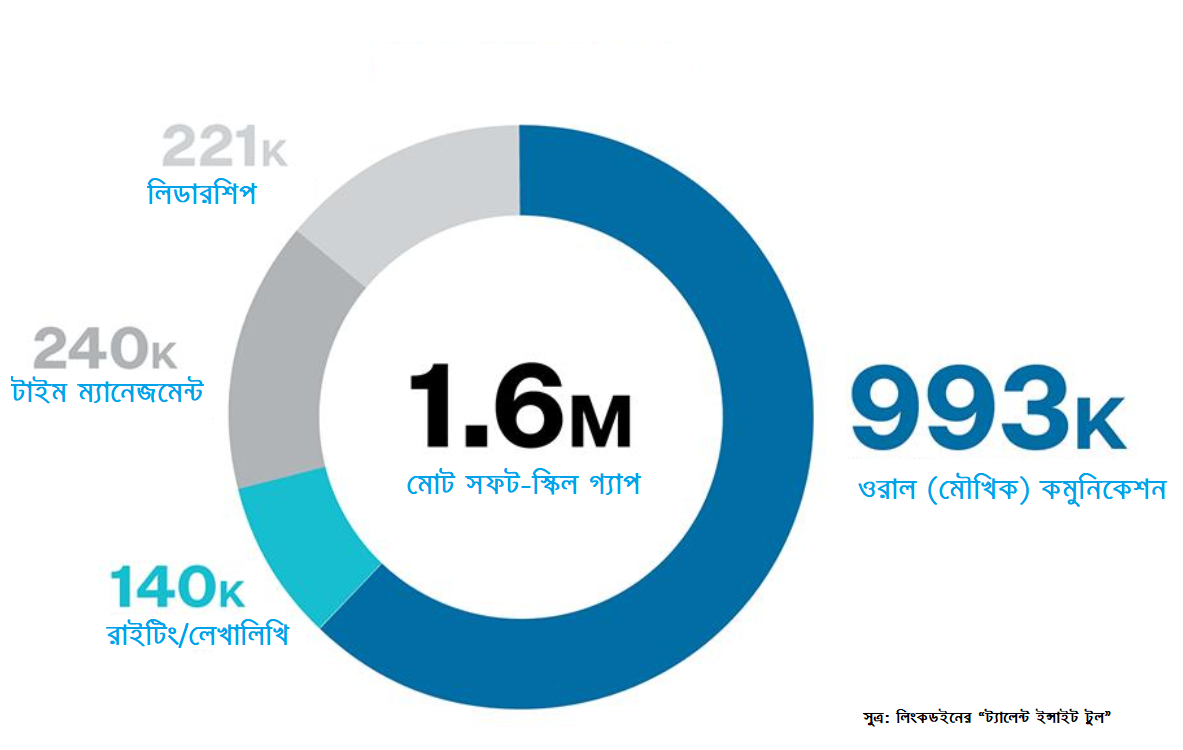 221K
লিডারশিপ
240K
টাইম ম্যানেজমেন্ট
1.6M
মোট সফট-স্কিল গ্যাপ
993K
ওরাল (মৌখিক) কমুনিকেশন
140K
রাইটিং/লেখালিখি
সুত্র: লিংকডইনের “ট্যালেন্ট ইন্সাইট টুল”